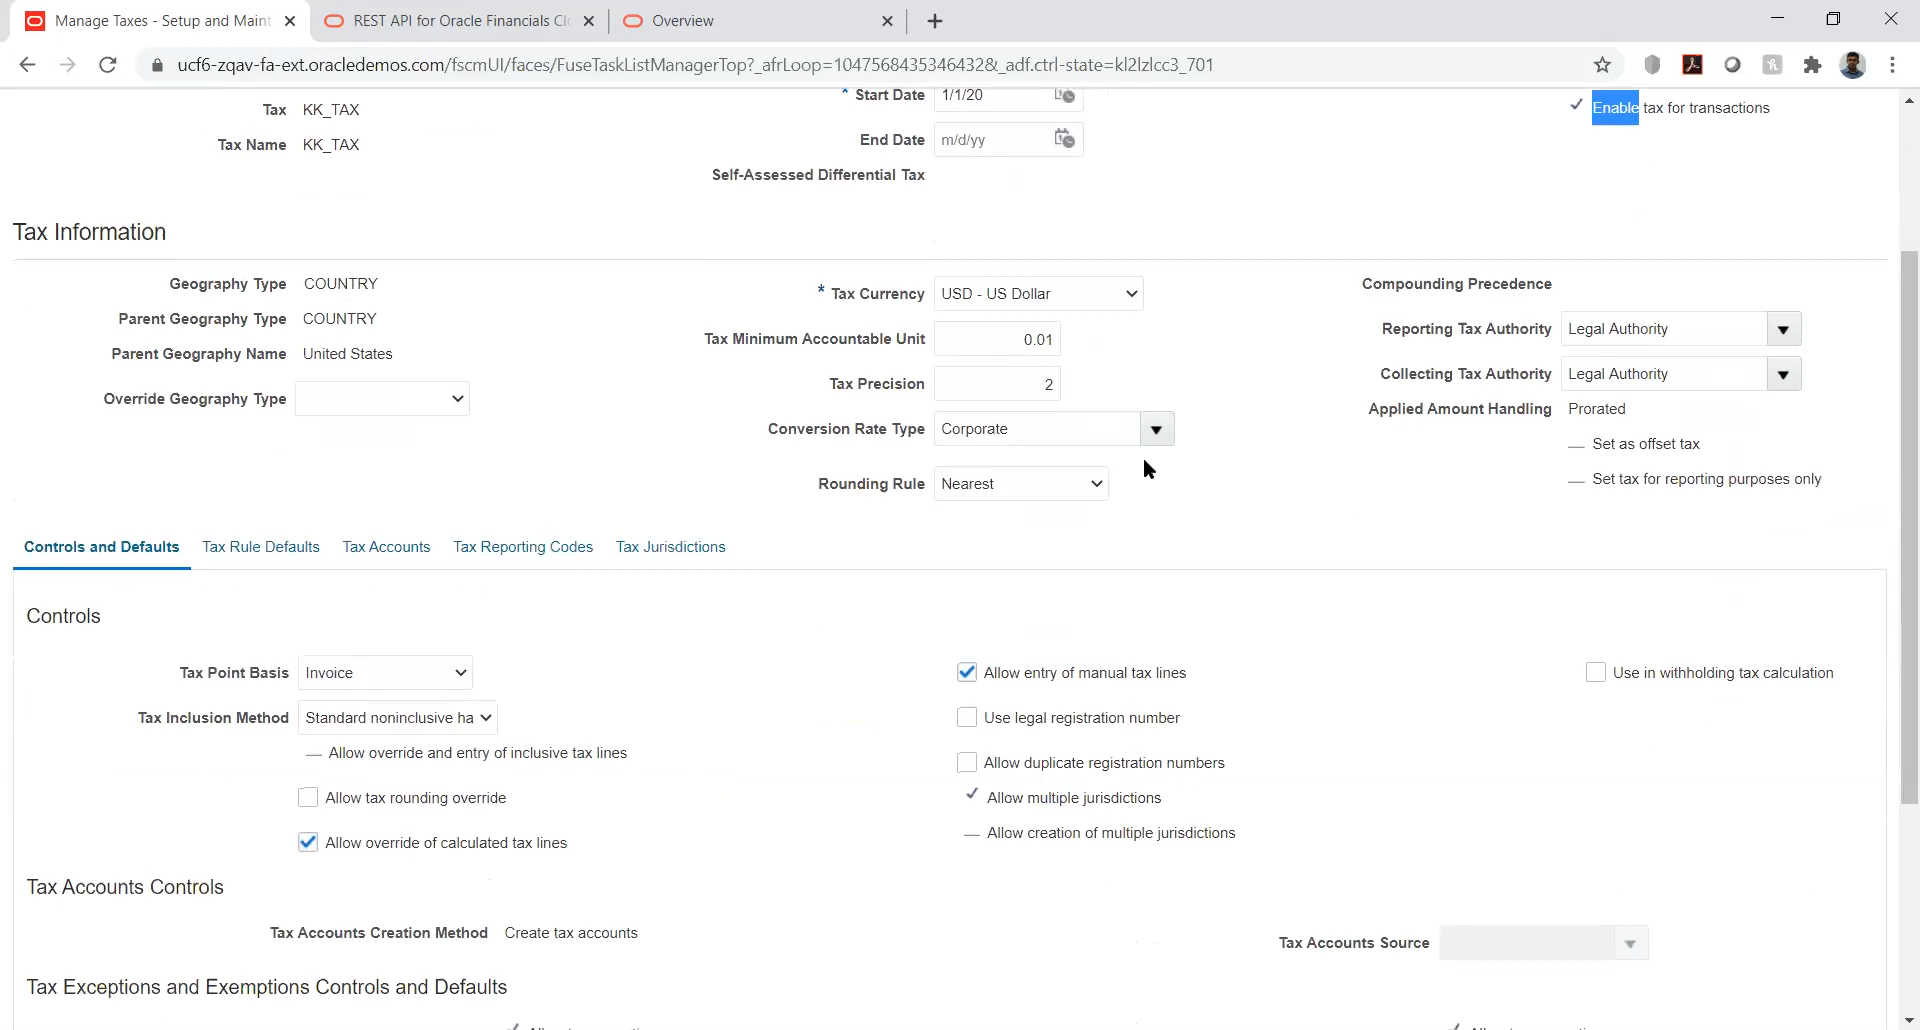 Manage Taxes - Setup and Maint
REST API for Oracle Financials Cl
Overview
ucf6-zqav-fa-ext.oracledemos.com/fscmUI/faces/FuseTaskListManagerTop?_afrLoop=10475684353464328&_adf.ctrl-state=kl2lzlcc3_701
Tax KK_TAX
* Start Date 1/1/20
Enable tax for transactions
Tax Name KK_TAX
End Date m/d/yy
Self-Assessed Differential Tax
Tax Information
Geography Type COUNTRY
* Tax Currency USD - US Dollar
Compounding Precedence
Parent Geography Type COUNTRY
Tax Minimum Accountable Unit 0.01
Reporting Tax Authority Legal Authority
Parent Geography Name United States
Tax Precision 2
Collecting Tax Authority Legal Authority
Override Geography Type
Conversion Rate Type Corporate
Applied Amount Handling Prorated
Set as offset tax
Rounding Rule Nearest
Set tax for reporting purposes only
Controls and Defaults Tax Rule Defaults Tax Accounts Tax Reporting Codes Tax Jurisdictions
Controls
Tax Point Basis Invoice
Allow entry of manual tax lines
Use in withholding tax calculation
Tax Inclusion Method Standard noninclusive ha
Use legal registration number
Allow override and entry of inclusive tax lines
Allow duplicate registration numbers
Allow tax rounding override
Allow multiple jurisdictions
Allow override of calculated tax lines
Allow creation of multiple jurisdictions
Tax Accounts Controls
Tax Accounts Creation Method Create tax accounts
Tax Accounts Source
Tax Exceptions and Exemptions Controls and Defaults